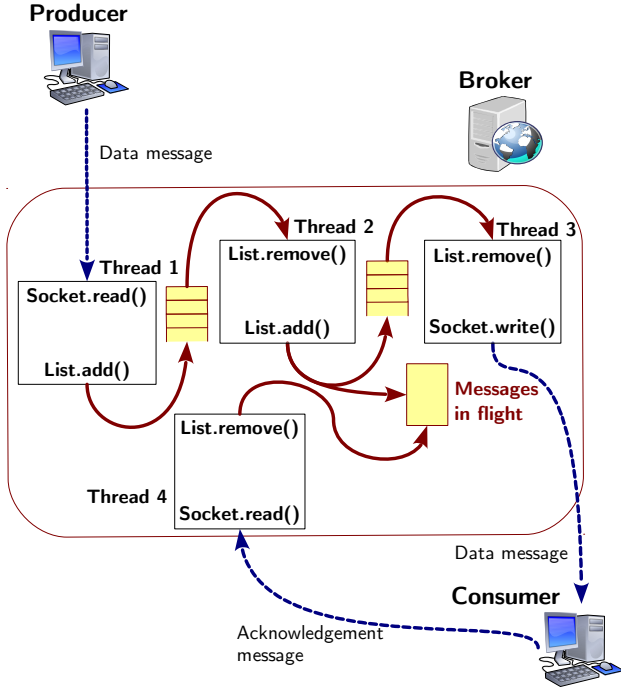 Producer
Broker
Data message
Thread 1
Thread 2
Thread 3
Socket.read()
List.add()
List.remove()
List.add()
List.remove()
Socket.write()
Messages
in flight
Thread 4
List.remove()
Socket.read()
Data message
Consumer
Acknowledgement
message